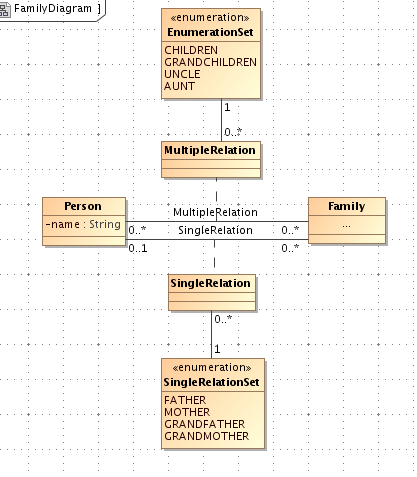 FamilyDiagram ]
«enumeration»
EnumerationSet
CHILDREN
GRANDCHILDREN
UNCLE
AUNT
1
0..*
MultipleRelation
Person
-name : String
MultipleRelation
0..* 0..*
SingleRelation
0..1 0..*
Family
...
SingleRelation
0..*
1
«enumeration»
SingleRelationSet
FATHER
MOTHER
GRANDFATHER
GRANDMOTHER